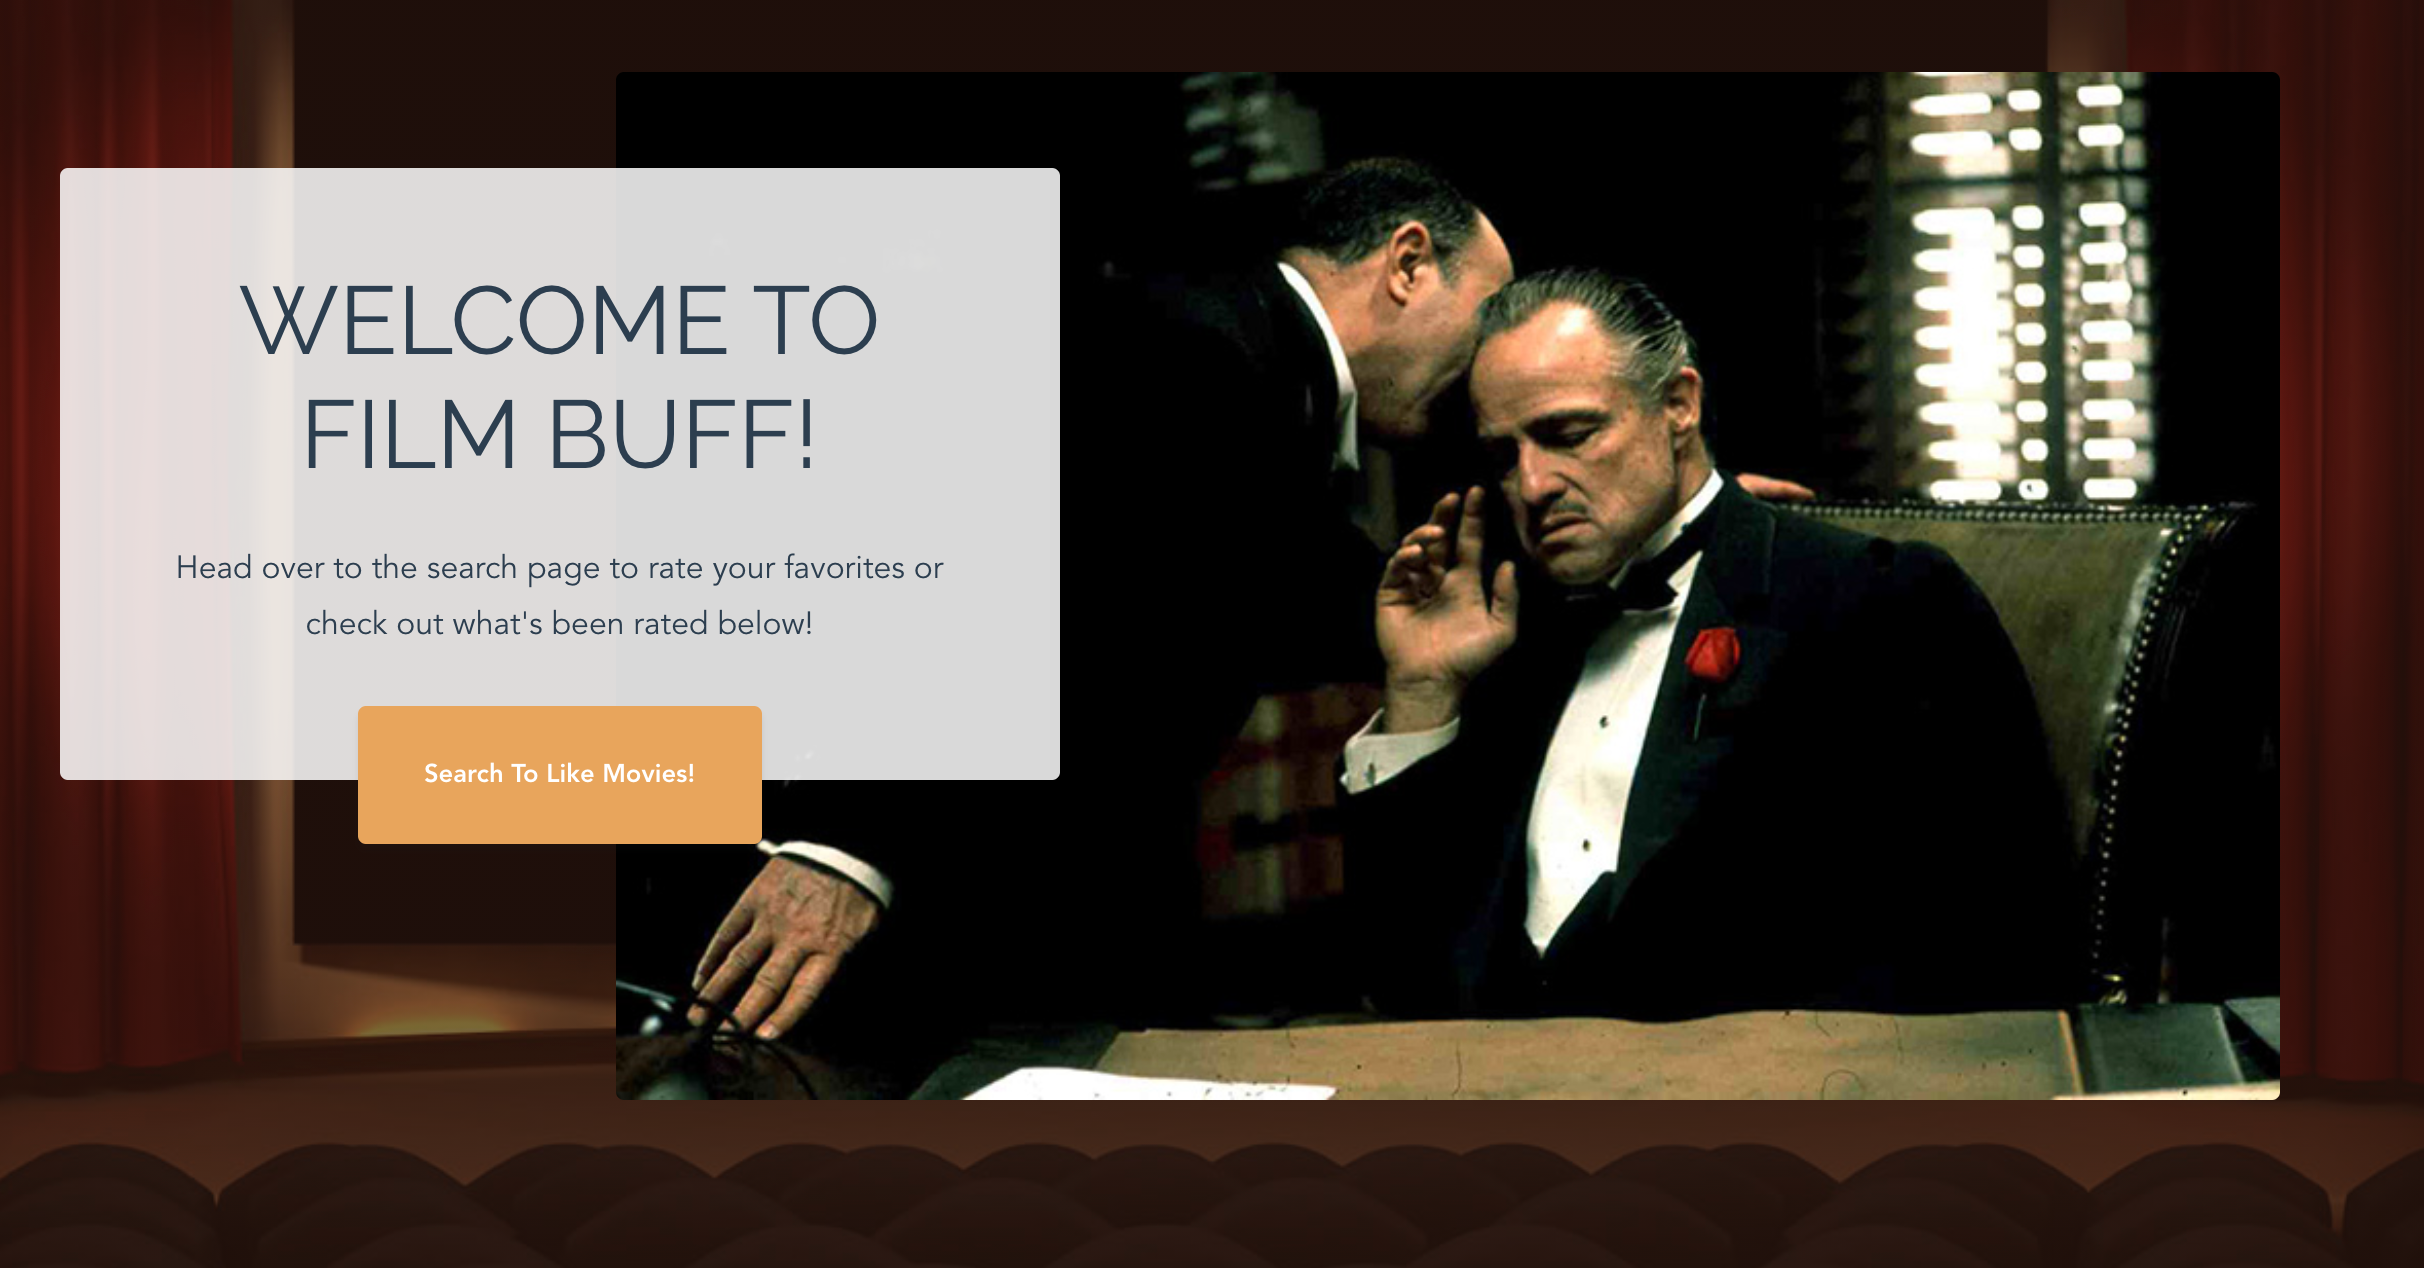 WELCOME TO
FILM BUFF!
Head over to the search page to rate your favorites or
check out what's been rated below!
Search To Like Movies!